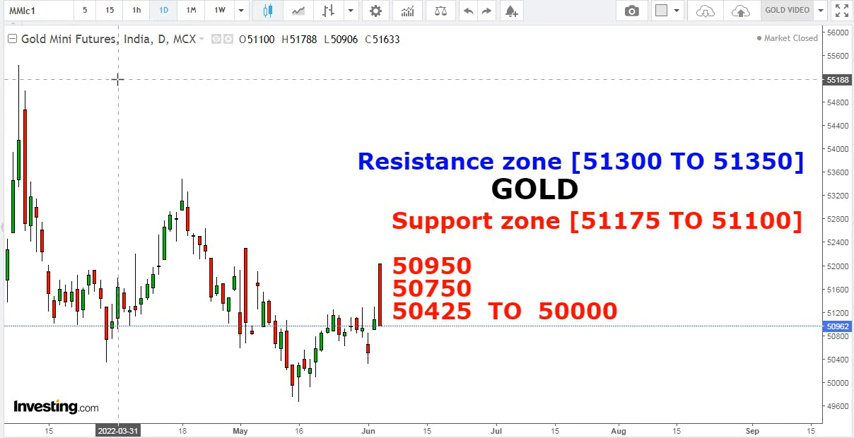 MMlc1 5 15 1H 1D 1M 1W GOLD VIDEO
Gold Mini Futures, India, D, MCX O51100 H51788 L50906 C51633 Market Closed
56000
55188
54800
54400
54000
53600
53200
Resistance zone [51300 TO 51350]
GOLD
52800
Support zone [51175 TO 51100]
52400
52000
50950
51600
50750
51200
50425 TO 50000
50962
50800
50400
50000
49600
Investing.com
15 2022-03-31 18 May 16 Jun 15 Jul 15 Aug 15 Sep 15